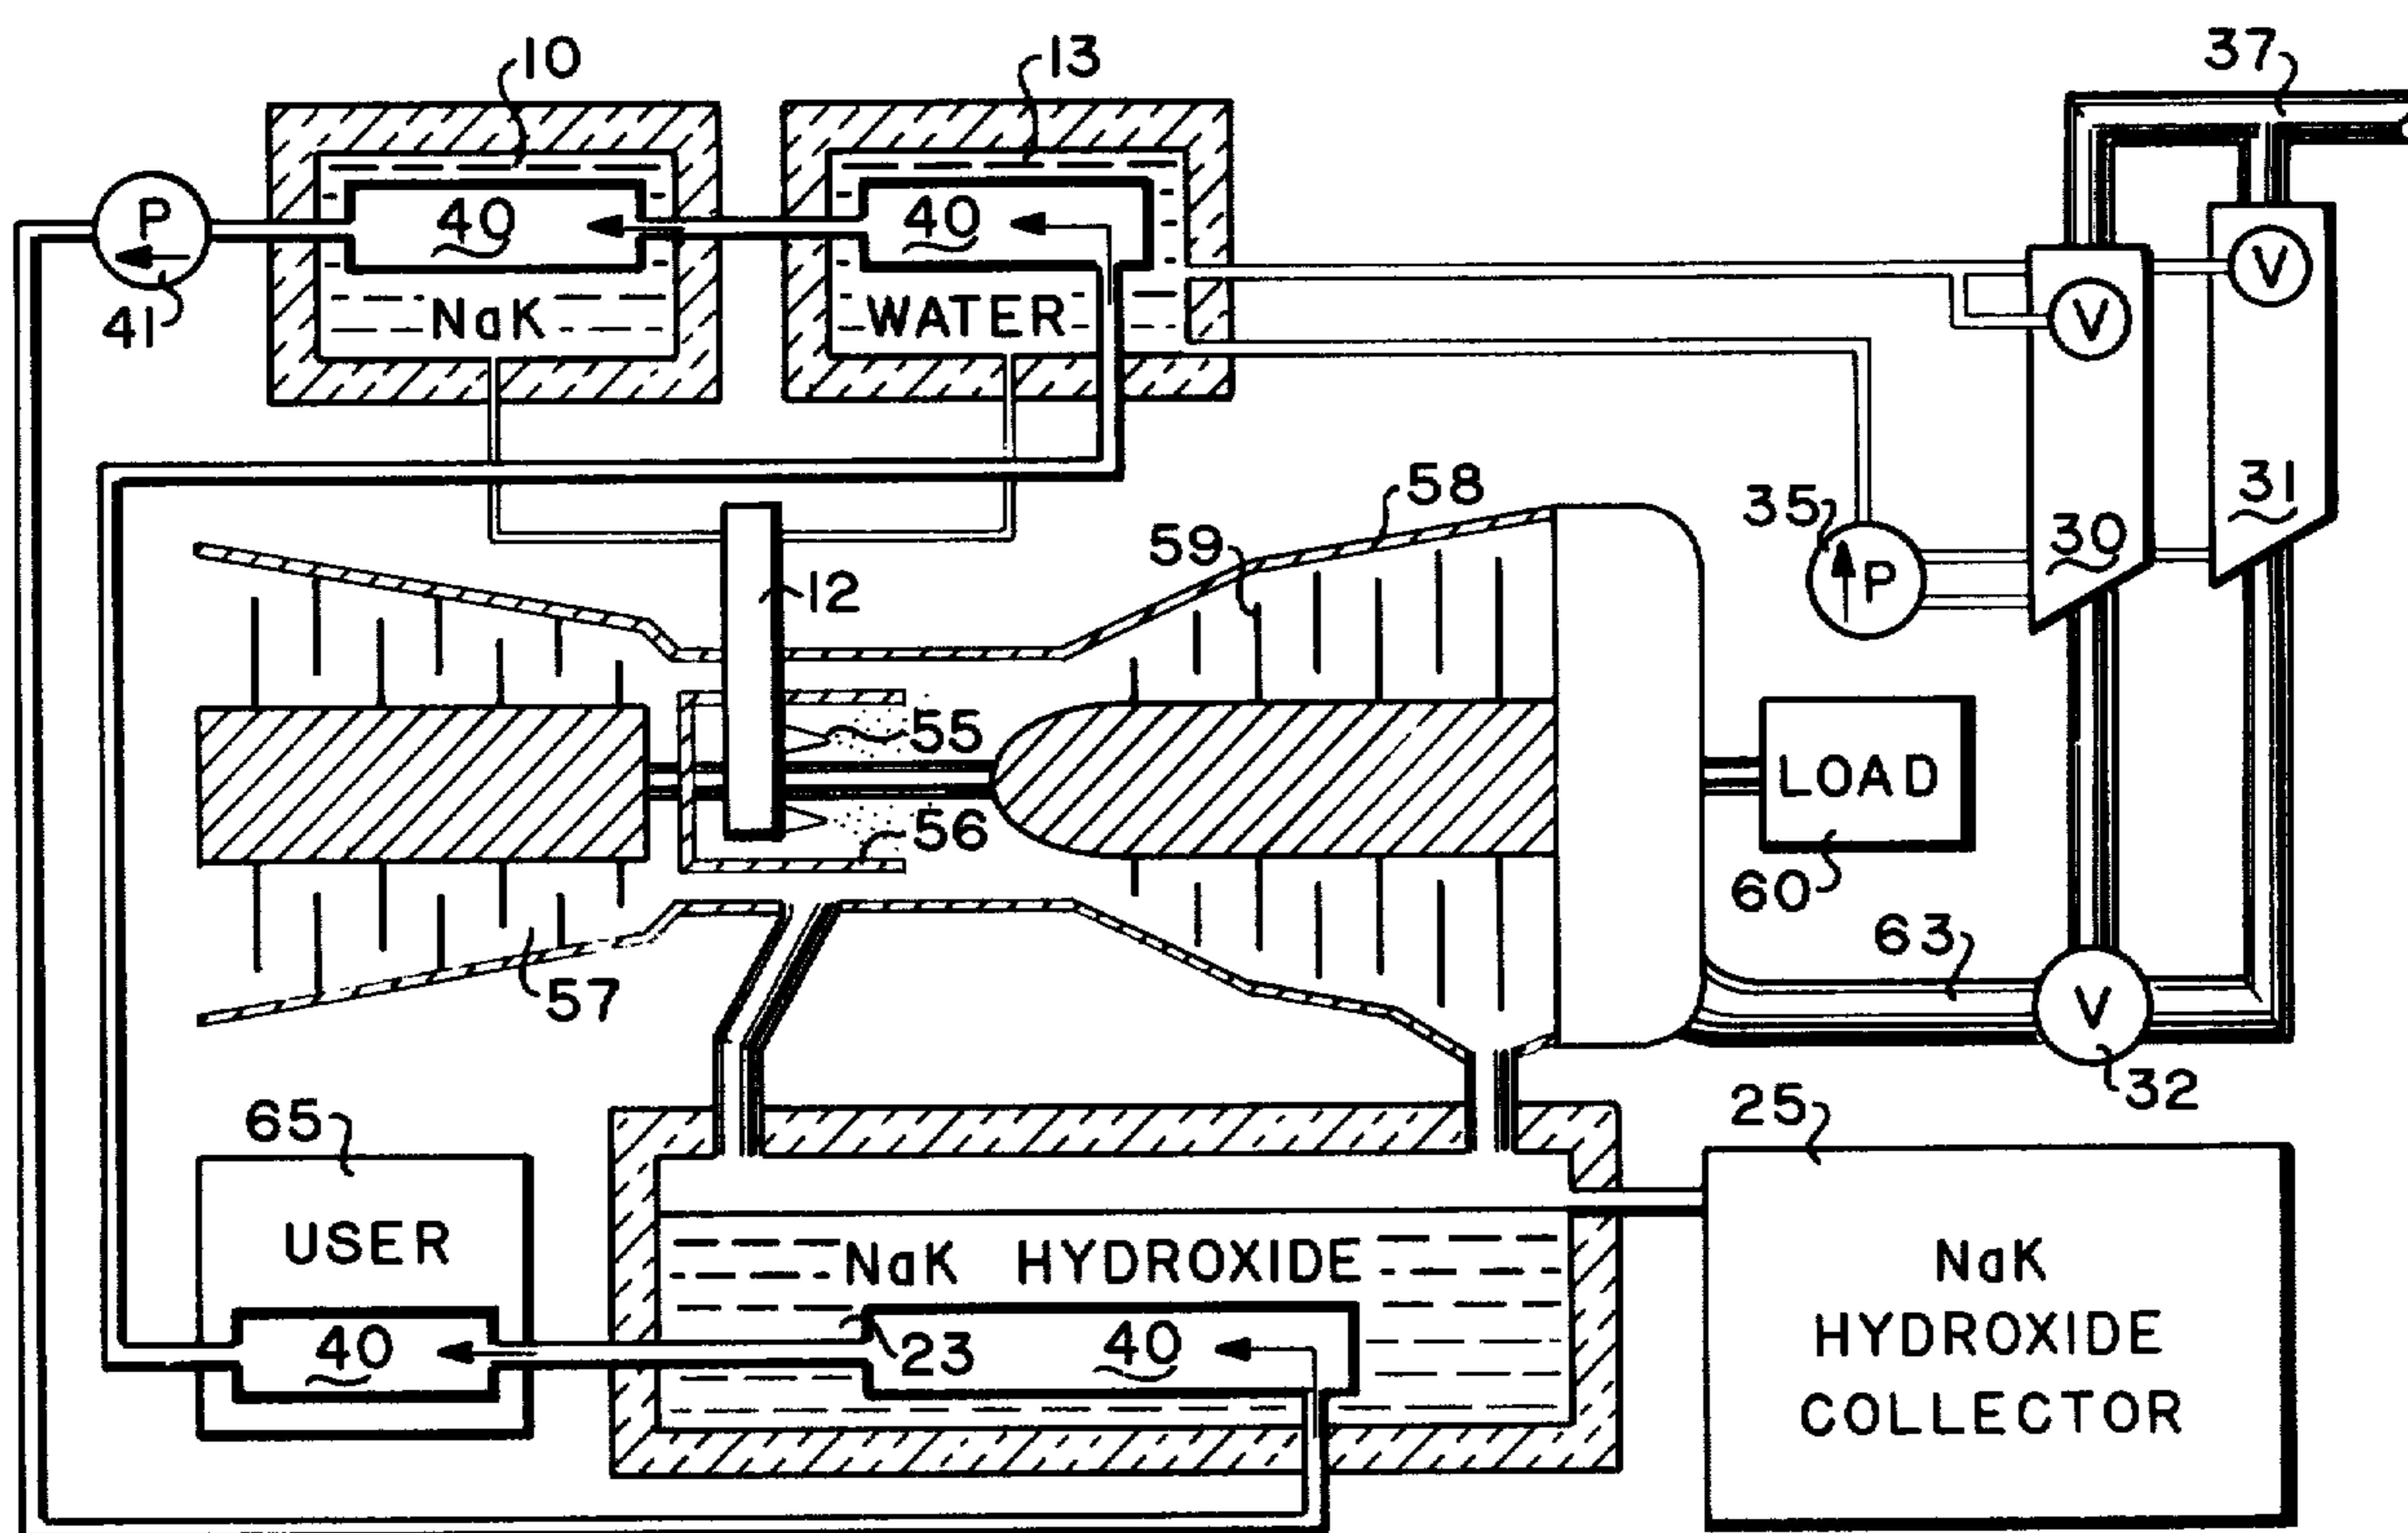 10
13
37
P
40
40
V
V
41
NaK
WATER
58
35
31
59
30
12
P
55
LOAD
56
60
63
57
V
32
65
25
USER
NaK HYDROXIDE
NaK
HYDROXIDE
COLLECTOR
40
23
40